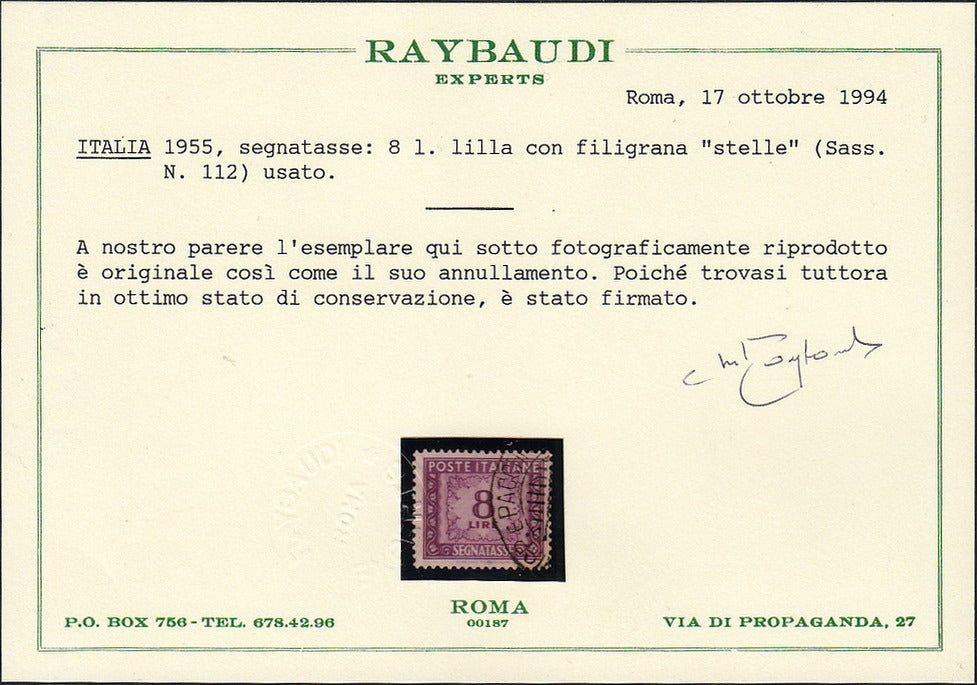 RAYBAUDI
EXPERTS
Roma, 17 ottobre 1994
ITALIA 1955, segnatasse: 8 l. lilla con filigrana "stelle" (Sass.
N. 112) usato.
A nostro parere l'esemplare qui sotto fotograficamente riprodotto
è originale così come il suo annullamento. Poiché trovasi tuttora
in ottimo stato di conservazione, è stato firmato.
RAYBAUDI
ROMA
POSTE ITALIANE
8
LIRE
SEGNATASSE
ROMA
00187
P.O. BOX 756 - TEL. 678.42.96
VIA DI PROPAGANDA, 27